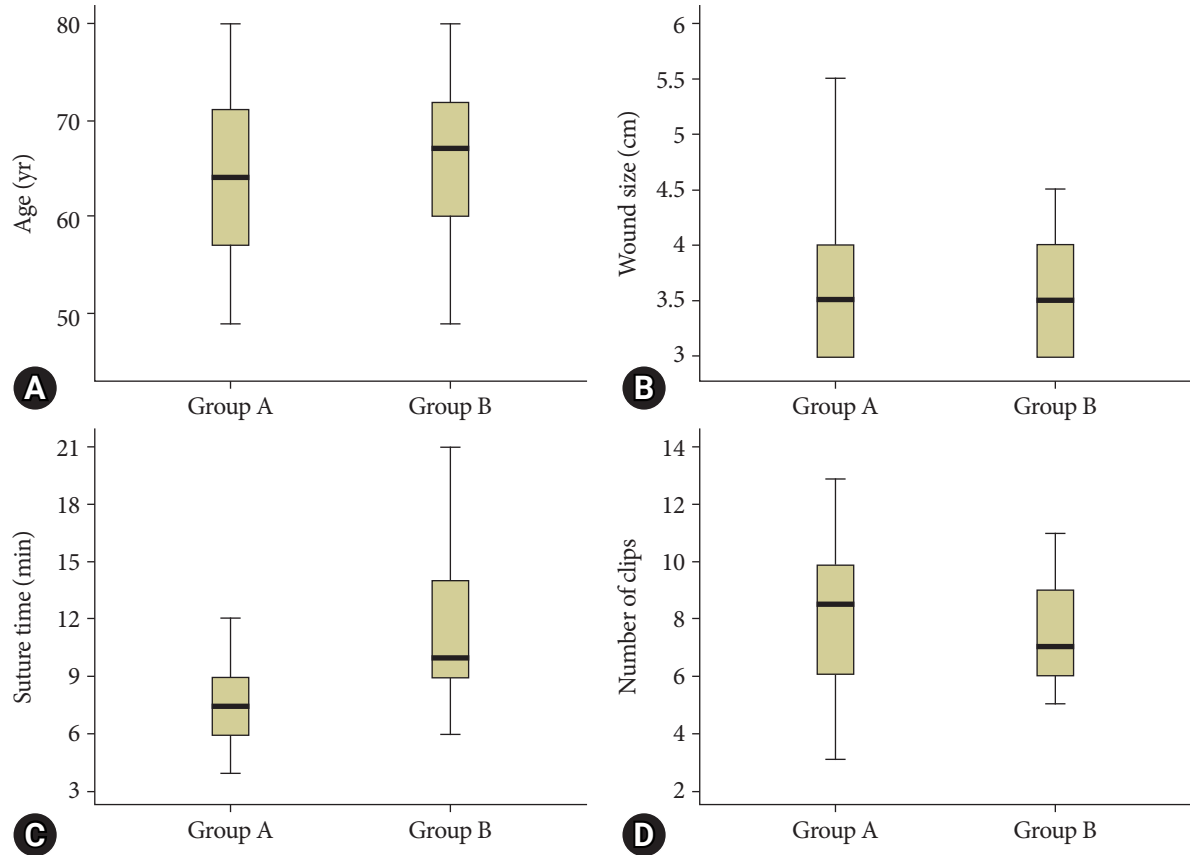 80
70
60
50
Age (yr)
Group A
Group B
A
6
5.5
5
4.5
4
3.5
3
Wound size (cm)
Group A
Group B
B
21
18
15
12
9
6
3
Suture time (min)
Group A
Group B
C
14
12
10
8
6
4
2
Number of clips
Group A
Group B
D